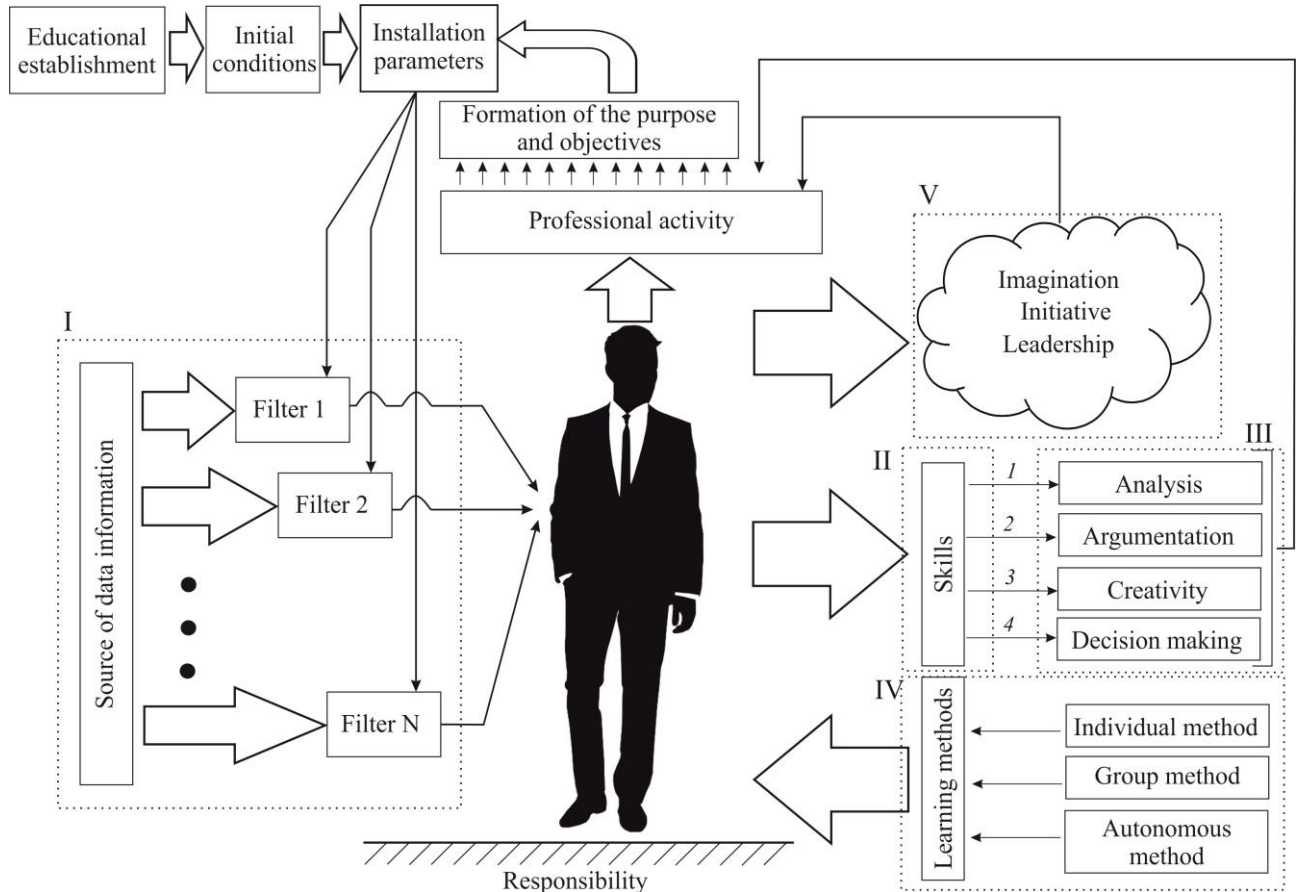 Educational
establishment
Initial
conditions
Installation
parameters
Formation of the purpose
and objectives
Professional activity
V
Imagination
Initiative
Leadership
I
Source of data information
Filter 1
Filter 2
Filter N
II
Skills
1
2
3
4
III
Analysis
Argumentation
Creativity
Decision making
IV
Learning methods
Individual method
Group method
Autonomous
method
Responsibility